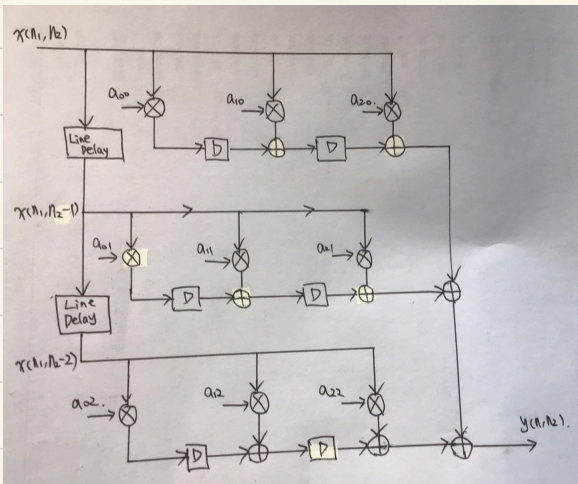 x(n₁,n₂)
a₀₀
a₁₀
a₂₀.
Line
Delay
D
D
x(n₁,n₂-1)
a₀₁
a₁₁
a₂₁
D
D
Line
Delay
x(n₁,n₂-2)
a₀₂.
a₁₂
a₂₂
D
D
y(n₁,n₂).